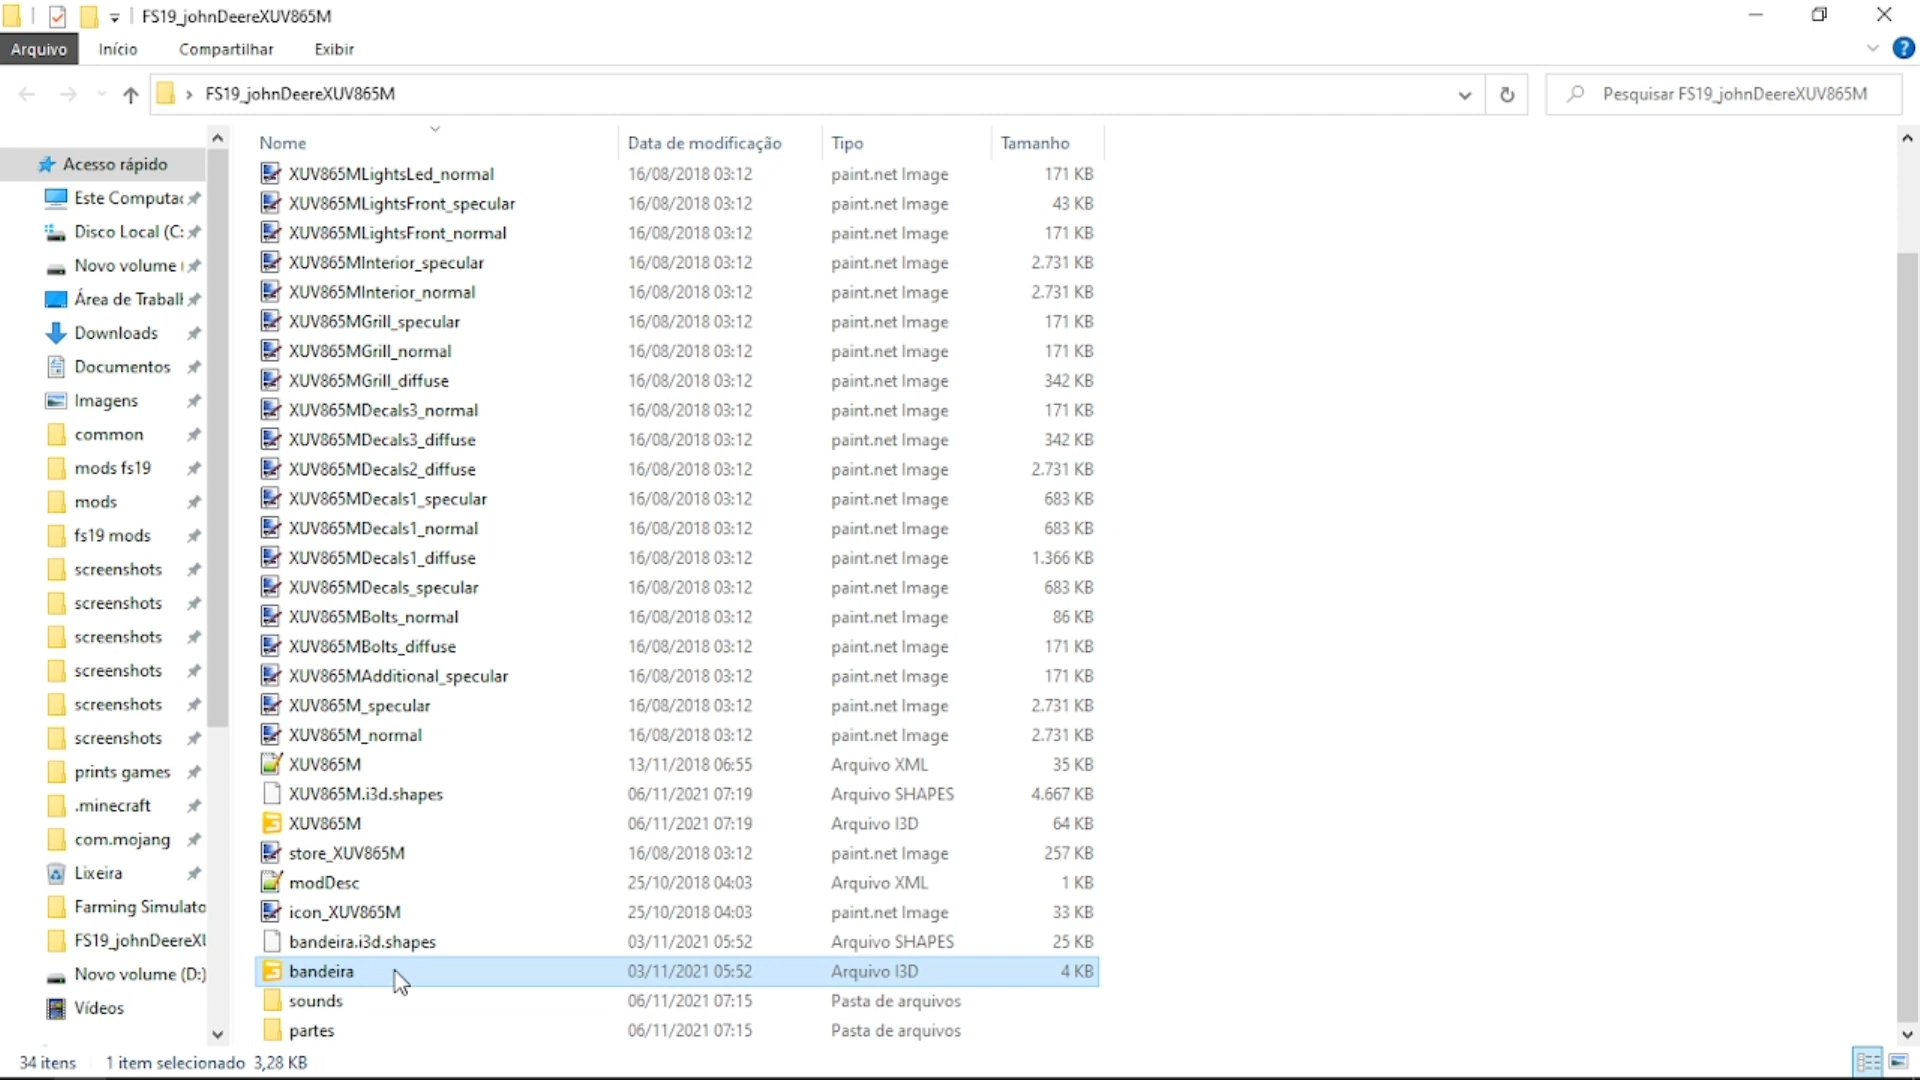 FS19_johnDeereXUV865M
Arquivo Início Compartilhar Exibir
FS19_johnDeereXUV865M
Pesquisar FS19_johnDeereXUV865M
Acesso rápido
Este Computac
Disco Local (C:
Novo volume (
Área de Trabalh
Downloads
Documentos
Imagens
common
mods fs19
mods
fs19 mods
screenshots
screenshots
screenshots
screenshots
screenshots
screenshots
prints games
.minecraft
com.mojang
Lixeira
Farming Simulato
FS19_johnDeereXU
Novo volume (D:)
Vídeos
Nome Data de modificação Tipo Tamanho
XUV865MLightsLed_normal 16/08/2018 03:12 paint.net Image 171 KB
XUV865MLightsFront_specular 16/08/2018 03:12 paint.net Image 43 KB
XUV865MLightsFront_normal 16/08/2018 03:12 paint.net Image 171 KB
XUV865MInterior_specular 16/08/2018 03:12 paint.net Image 2.731 KB
XUV865MInterior_normal 16/08/2018 03:12 paint.net Image 2.731 KB
XUV865MGrill_specular 16/08/2018 03:12 paint.net Image 171 KB
XUV865MGrill_normal 16/08/2018 03:12 paint.net Image 171 KB
XUV865MGrill_diffuse 16/08/2018 03:12 paint.net Image 342 KB
XUV865MDecals3_normal 16/08/2018 03:12 paint.net Image 171 KB
XUV865MDecals3_diffuse 16/08/2018 03:12 paint.net Image 342 KB
XUV865MDecals2_diffuse 16/08/2018 03:12 paint.net Image 2.731 KB
XUV865MDecals1_specular 16/08/2018 03:12 paint.net Image 683 KB
XUV865MDecals1_normal 16/08/2018 03:12 paint.net Image 683 KB
XUV865MDecals1_diffuse 16/08/2018 03:12 paint.net Image 1.366 KB
XUV865MDecals_specular 16/08/2018 03:12 paint.net Image 683 KB
XUV865MBolts_normal 16/08/2018 03:12 paint.net Image 86 KB
XUV865MBolts_diffuse 16/08/2018 03:12 paint.net Image 171 KB
XUV865MAdditional_specular 16/08/2018 03:12 paint.net Image 171 KB
XUV865M_specular 16/08/2018 03:12 paint.net Image 2.731 KB
XUV865M_normal 16/08/2018 03:12 paint.net Image 2.731 KB
XUV865M 13/11/2018 06:55 Arquivo XML 35 KB
XUV865M.i3d.shapes 06/11/2021 07:19 Arquivo SHAPES 4.667 KB
XUV865M 06/11/2021 07:19 Arquivo I3D 64 KB
store_XUV865M 16/08/2018 03:12 paint.net Image 257 KB
modDesc 25/10/2018 04:03 Arquivo XML 1 KB
icon_XUV865M 25/10/2018 04:03 paint.net Image 33 KB
bandeira.i3d.shapes 03/11/2021 05:52 Arquivo SHAPES 25 KB
bandeira 03/11/2021 05:52 Arquivo I3D 4 KB
sounds 06/11/2021 07:15 Pasta de arquivos
partes 06/11/2021 07:15 Pasta de arquivos
34 itens 1 item selecionado 3,28 KB